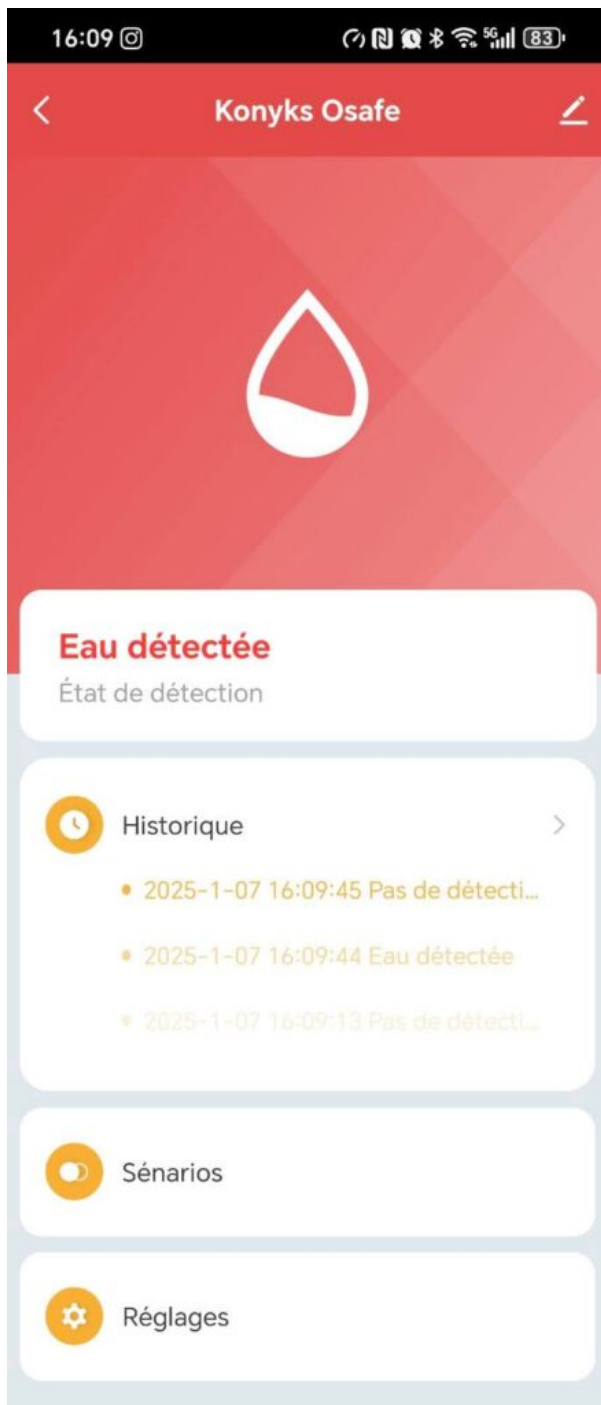 16:09
5G 83
Konyks Osafe
Eau détectée
État de détection
Historique
2025-1-07 16:09:45 Pas de détecti...
2025-1-07 16:09:44 Eau détectée
2025-1-07 16:09:13 Pas de détecti...
Sénarios
Réglages